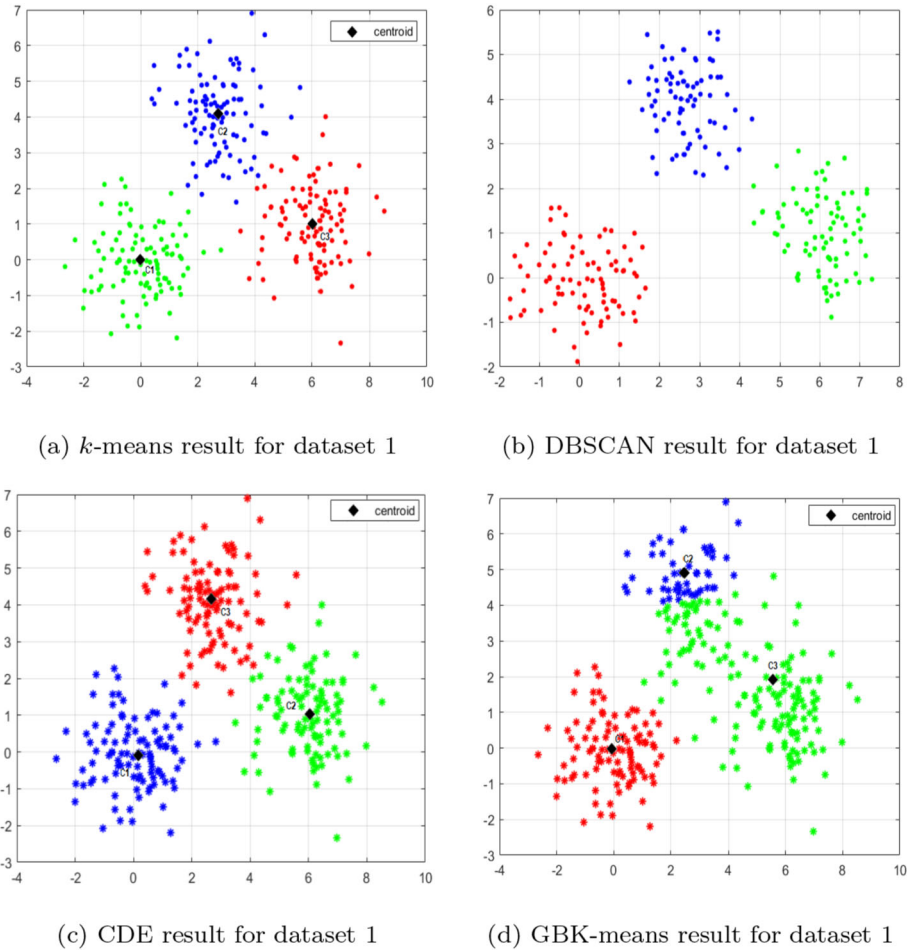 7
6
5
4
3
2
1
0
-1
-2
-3
-4 -2 0 2 4 6 8 10
centroid
C2
C3
C1
6
5
4
3
2
1
0
-1
-2
-2 -1 0 1 2 3 4 5 6 7 8
(a) k-means result for dataset 1
(b) DBSCAN result for dataset 1
7
6
5
4
3
2
1
0
-1
-2
-3
-4 -2 0 2 4 6 8 10
centroid
C3
C2
C1
7
6
5
4
3
2
1
0
-1
-2
-3
-4
-4 -2 0 2 4 6 8 10
centroid
C2
C3
C1
(c) CDE result for dataset 1
(d) GBK-means result for dataset 1